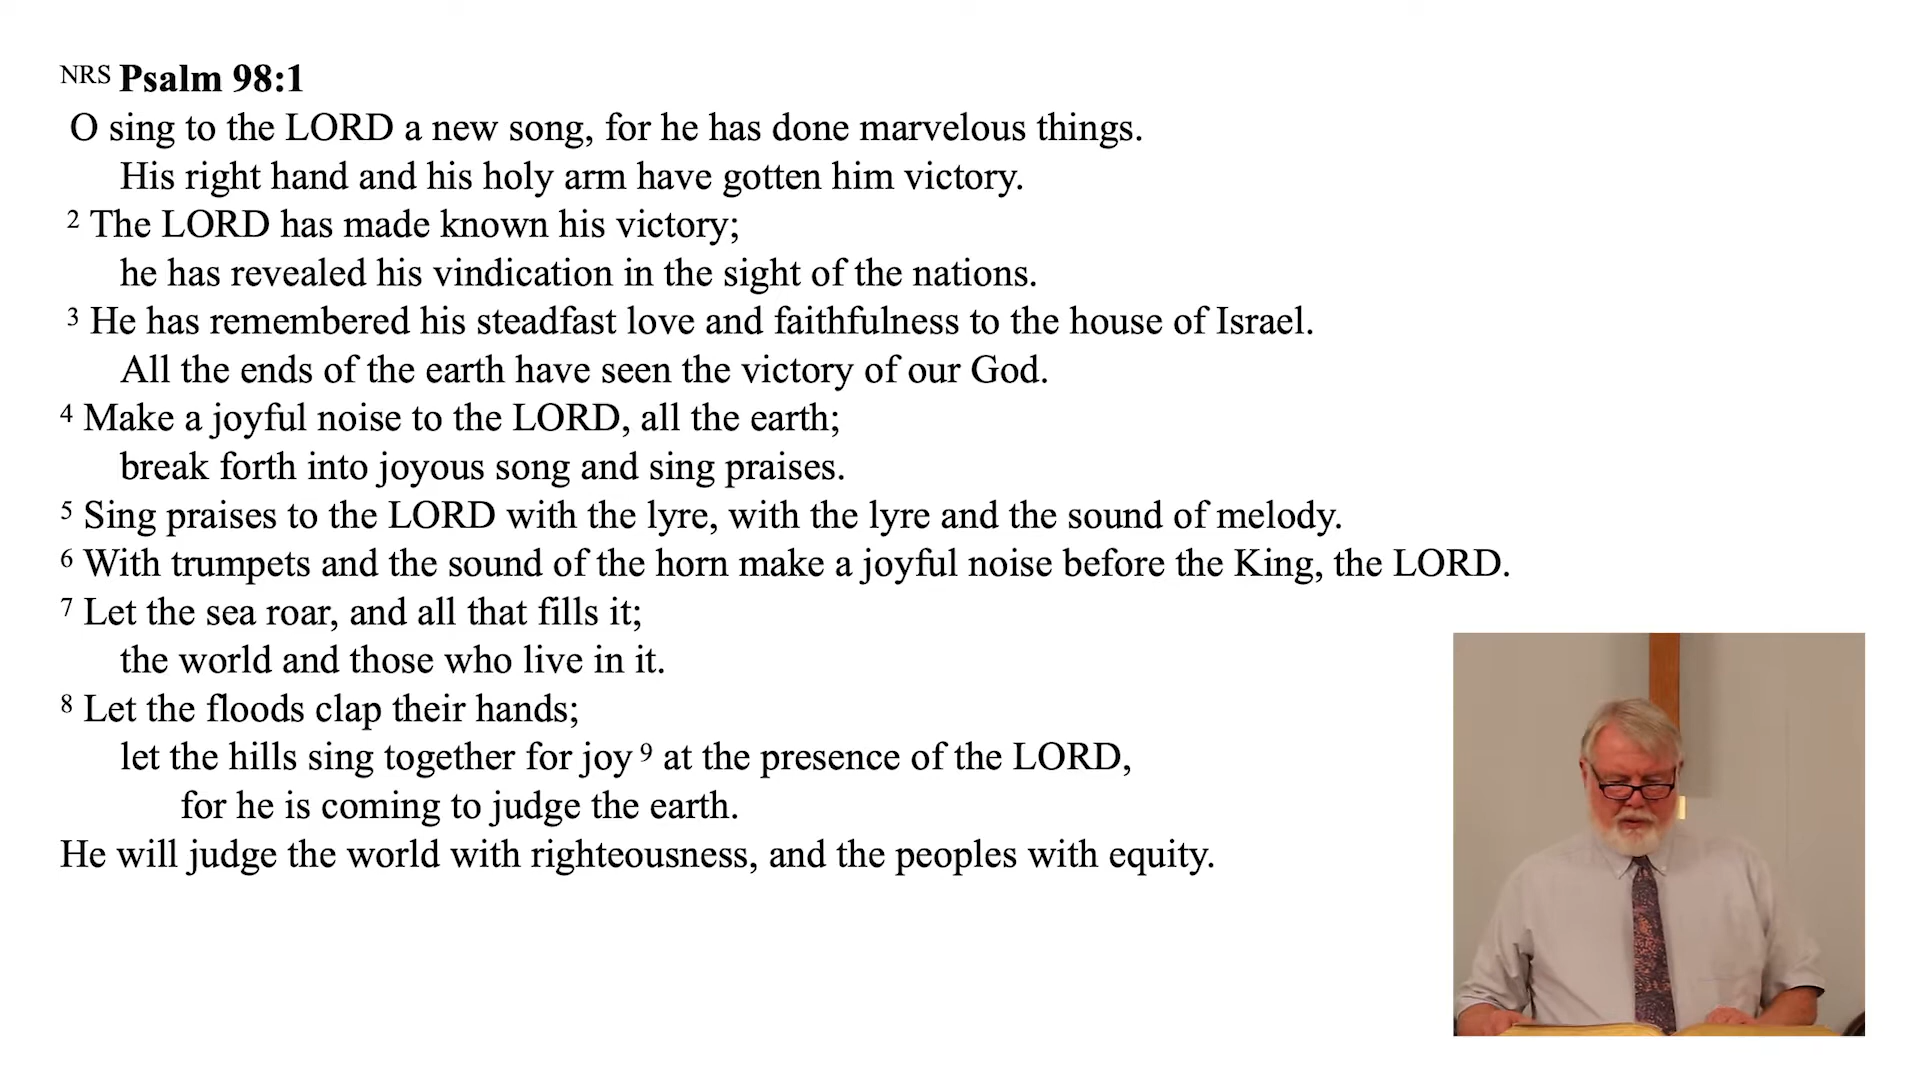 NRS Psalm 98:1
O sing to the LORD a new song, for he has done marvelous things.
His right hand and his holy arm have gotten him victory.
2 The LORD has made known his victory;
he has revealed his vindication in the sight of the nations.
3 He has remembered his steadfast love and faithfulness to the house of Israel.
All the ends of the earth have seen the victory of our God.
4 Make a joyful noise to the LORD, all the earth;
break forth into joyous song and sing praises.
5 Sing praises to the LORD with the lyre, with the lyre and the sound of melody.
6 With trumpets and the sound of the horn make a joyful noise before the King, the LORD.
7 Let the sea roar, and all that fills it;
the world and those who live in it.
8 Let the floods clap their hands;
let the hills sing together for joy 9 at the presence of the LORD,
for he is coming to judge the earth.
He will judge the world with righteousness, and the peoples with equity.